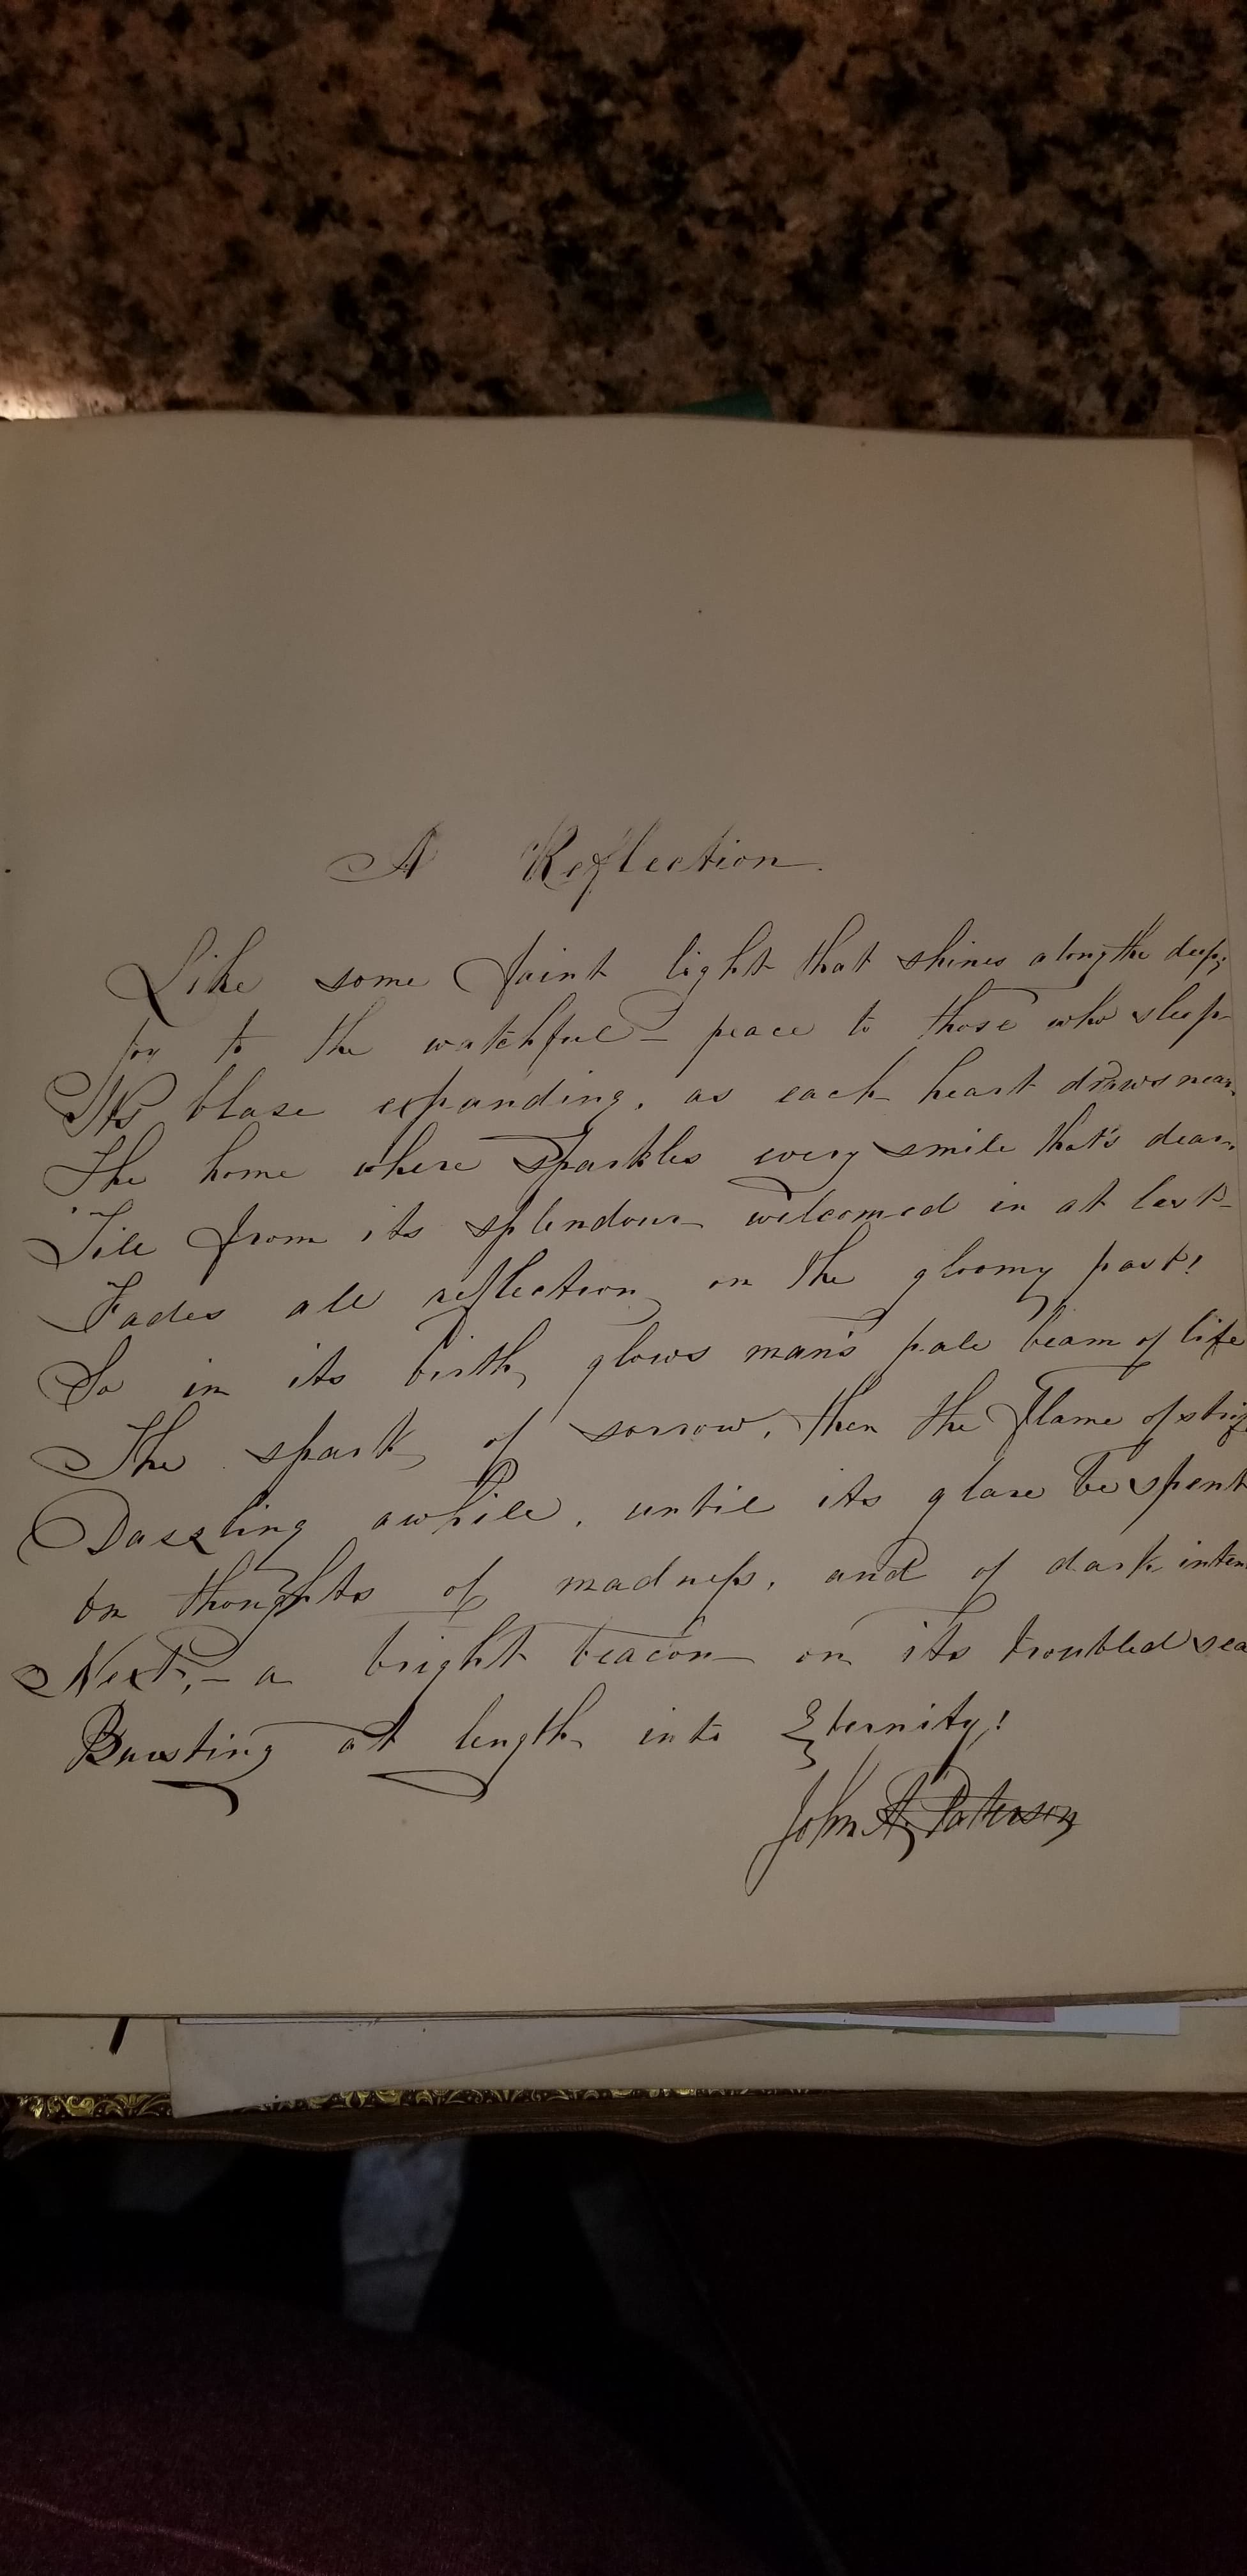 A Reflection.
Like some faint light that shines along the deep,
Joy to the watchful – peace to those who sleep
Its blaze expanding, as each heart draws near
The home where sparkles every smile that's dear,
Till from its splendour welcomed in at last
Fades all reflection, on the gloomy past!
So in its birth, glows man's pale beam of life
The spark, of sorrow, then the flame of strif
Dazzling awhile, until its glare be spent
On thoughts of madness, and of dark inten
Next, – a bright beacon on its troubled sea
Bursting at length into Eternity!
John A. Paterson